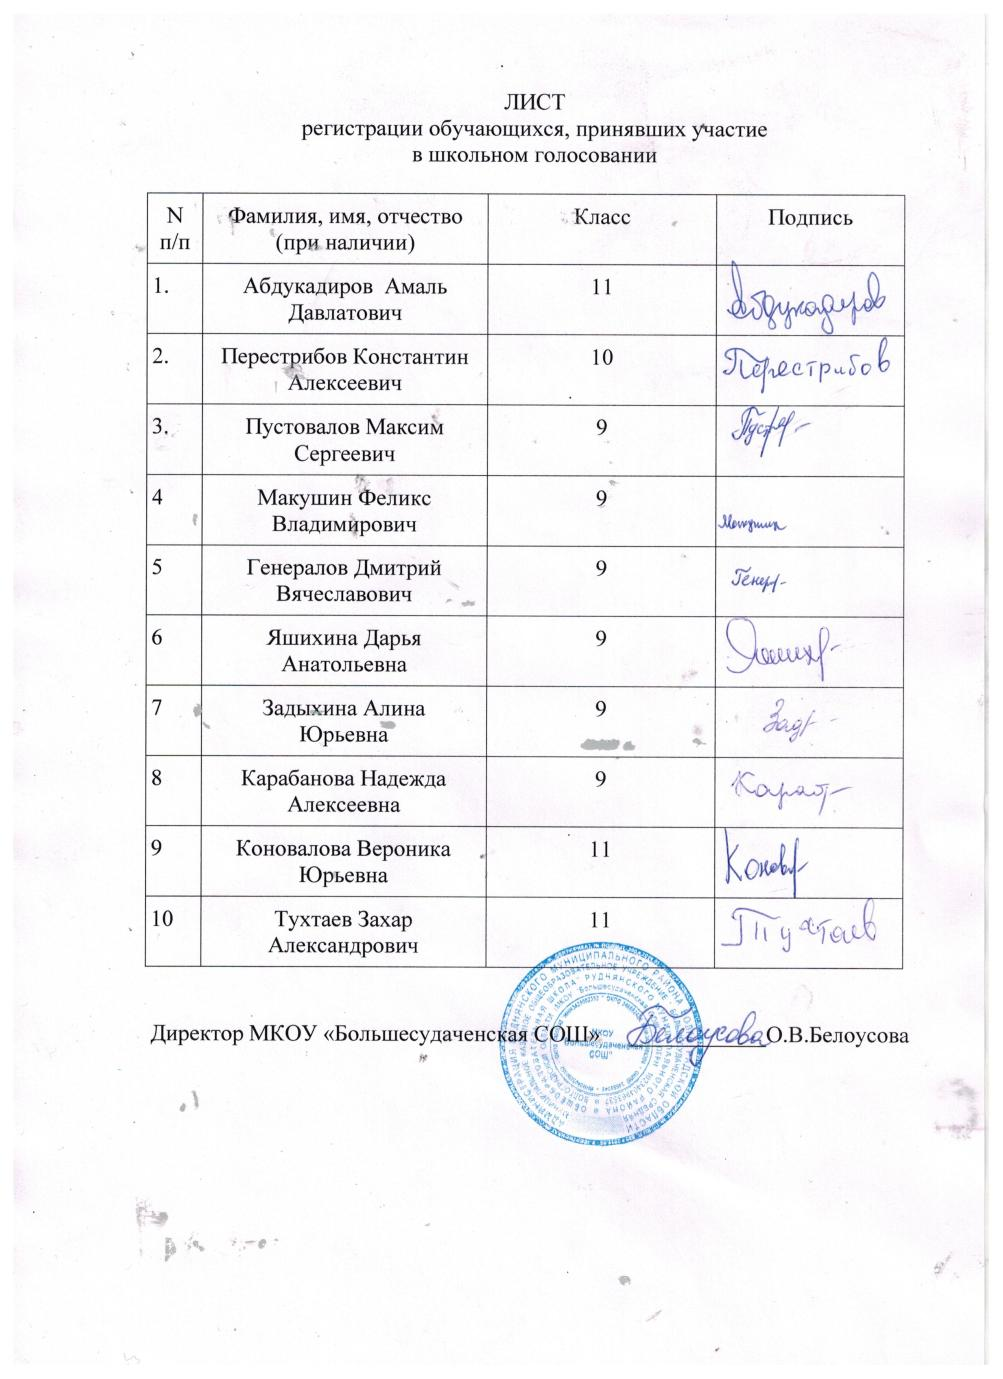 ЛИСТ
регистрации обучающихся, принявших участие
в школьном голосовании
N п/п Фамилия, имя, отчество (при наличии) Класс Подпись
1. Абдукадиров Амаль Давлатович 11 Абдукадиров
2. Перестрибов Константин Алексеевич 10 Перестрибов
3. Пустовалов Максим Сергеевич 9
4 Макушин Феликс Владимирович 9 Макушин
5 Генералов Дмитрий Вячеславович 9
6 Яшихина Дарья Анатольевна 9
7 Задыхина Алина Юрьевна 9
8 Карабанова Надежда Алексеевна 9
9 Коновалова Вероника Юрьевна 11
10 Тухтаев Захар Александрович 11 Тухтаев
Директор МКОУ «Большесудаченская СОШ» Белоусова О.В.Белоусова
МКОУ
"Большесудаченская
СОШ"